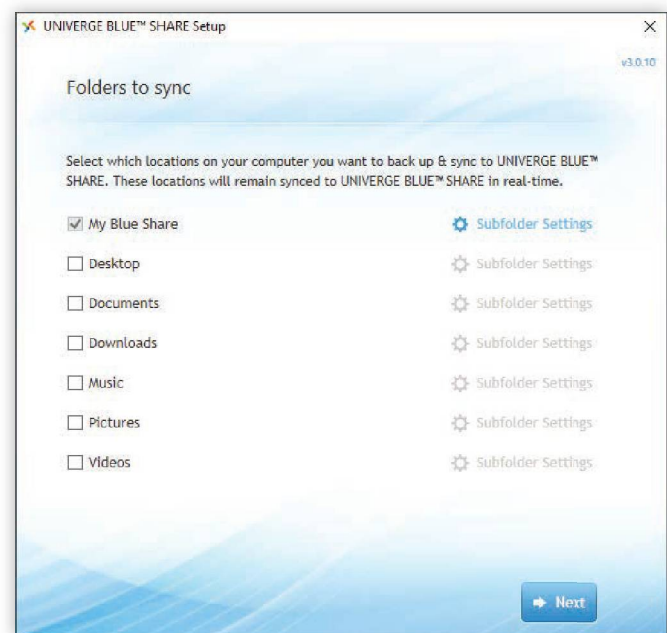 UNIVERGE BLUE™ SHARE Setup
v3.0.10
Folders to sync
Select which locations on your computer you want to back up & sync to UNIVERGE BLUE™
SHARE. These locations will remain synced to UNIVERGE BLUE™ SHARE in real-time.
My Blue Share Subfolder Settings
Desktop Subfolder Settings
Documents Subfolder Settings
Downloads Subfolder Settings
Music Subfolder Settings
Pictures Subfolder Settings
Videos Subfolder Settings
Next